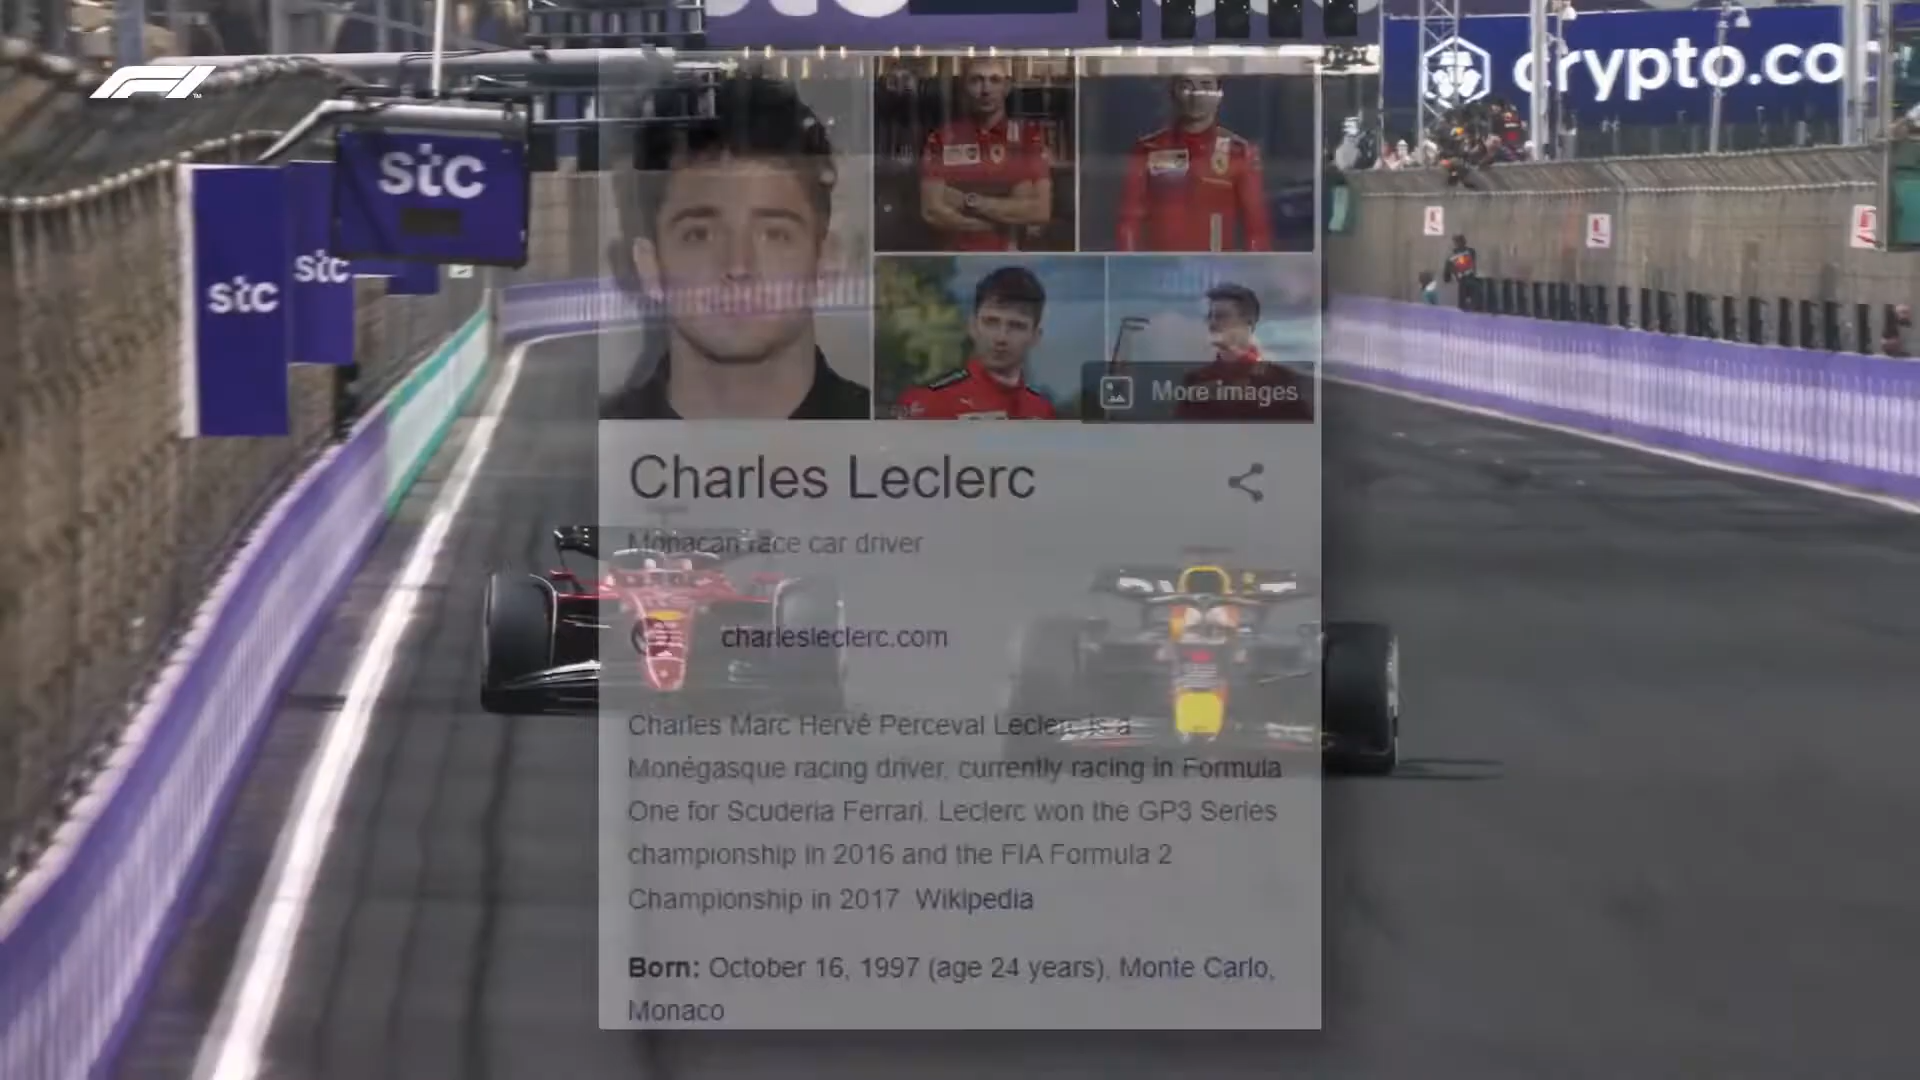 F1
crypto.co
stc
stc
stc
More images
Charles Leclerc
Monacan race car driver
charlesleclerc.com
Charles Marc Hervé Perceval Leclerc is a
Monégasque racing driver, currently racing in Formula
One for Scuderia Ferrari. Leclerc won the GP3 Series
championship in 2016 and the FIA Formula 2
Championship in 2017 Wikipedia
Born: October 16, 1997 (age 24 years), Monte Carlo,
Monaco